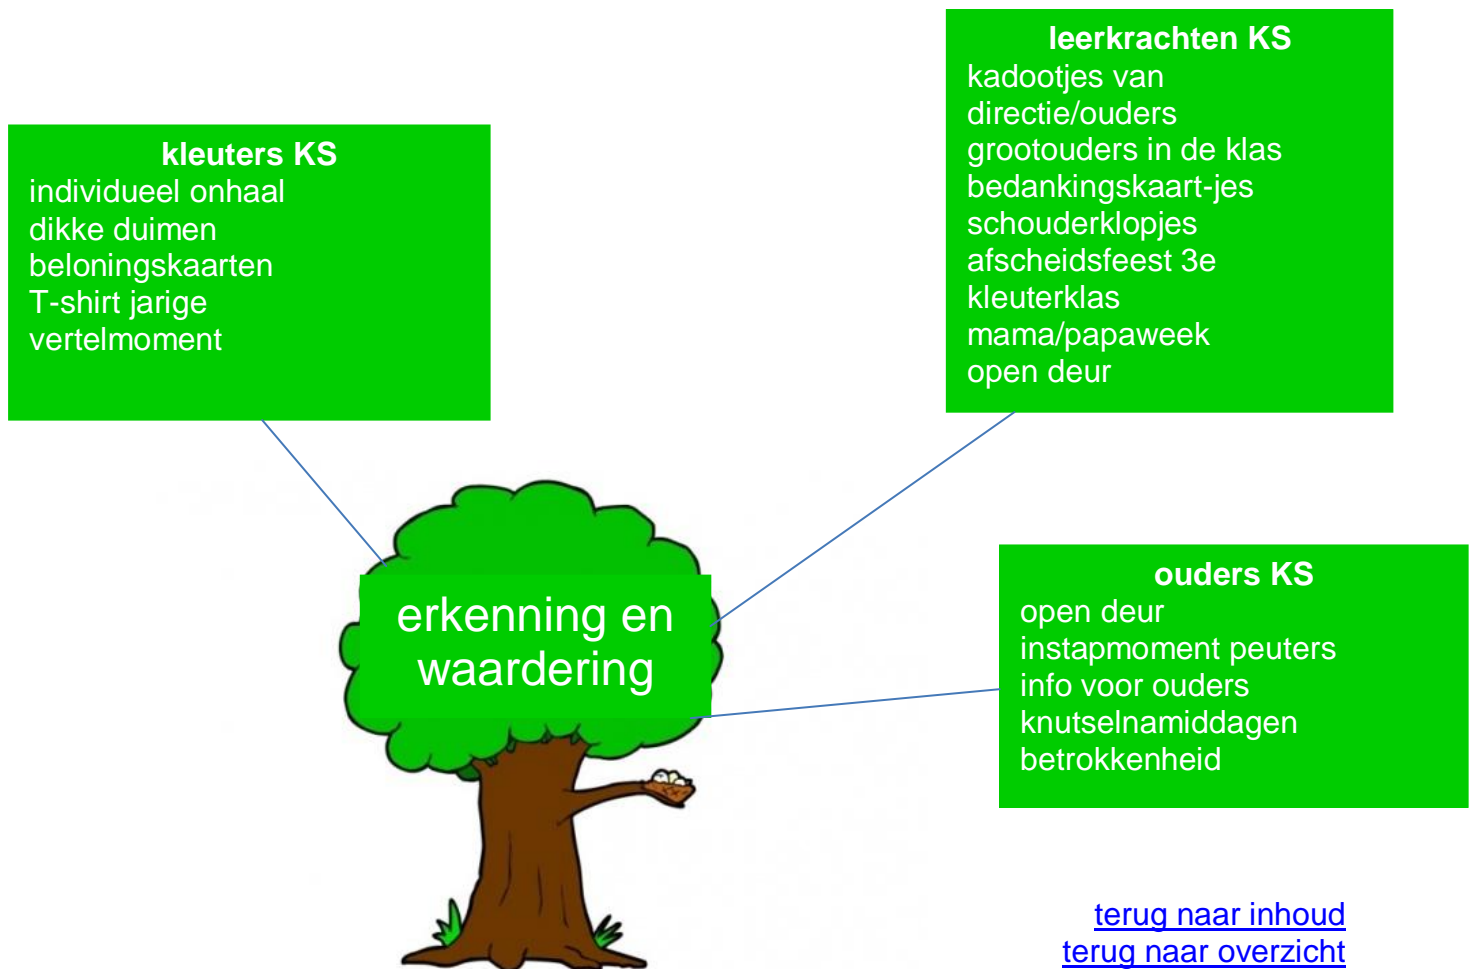 kleuters KS
individueel onhaal
dikke duimen
beloningskaarten
T-shirt jarige
vertelmoment
leerkrachten KS
kadootjes van
directie/ouders
grootouders in de klas
bedankingskaart-jes
schouderklopjes
afscheidsfeest 3e
kleuterklas
mama/papaweek
open deur
erkenning en
waardering
ouders KS
open deur
instapmoment peuters
info voor ouders
knutselnamiddagen
betrokkenheid
terug naar inhoud
terug naar overzicht